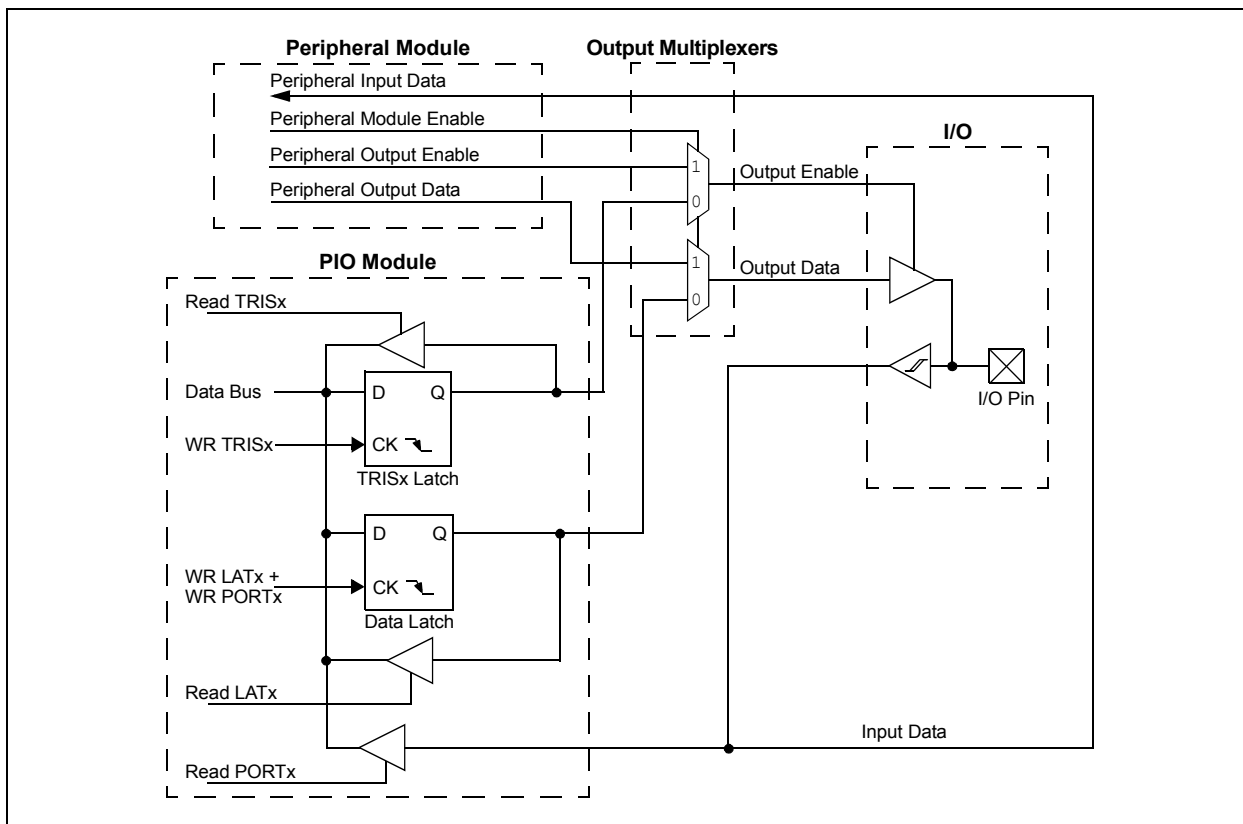 Peripheral Module
Output Multiplexers
Peripheral Input Data
Peripheral Module Enable
Peripheral Output Enable
Peripheral Output Data
1
0
Output Enable
1
0
Output Data
I/O
I/O Pin
PIO Module
Read TRISx
Data Bus
D
Q
WR TRISx
CK
TRISx Latch
D
Q
WR LATx +
WR PORTx
CK
Data Latch
Read LATx
Read PORTx
Input Data